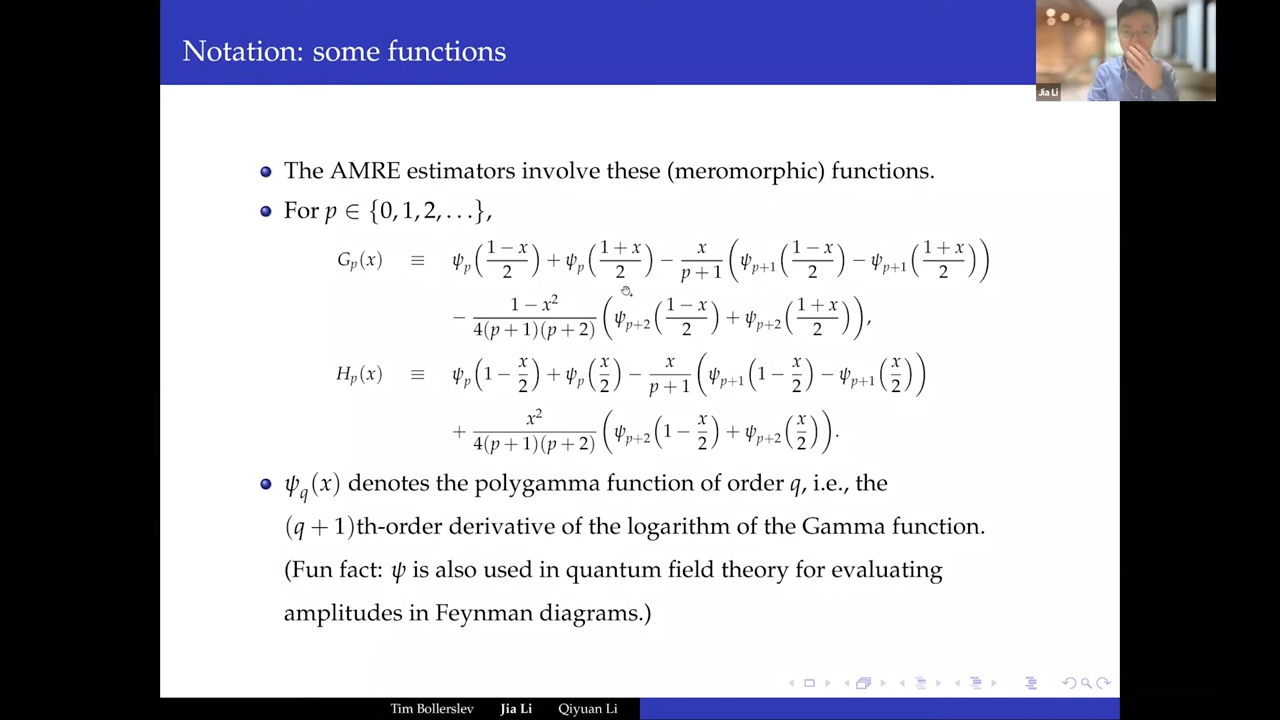 Notation: some functions
Jia Li
The AMRE estimators involve these (meromorphic) functions.
For p ∈ {0, 1, 2, . . .},
G_p(x) ≡ ψ_p((1 − x)/2) + ψ_p((1 + x)/2) − x/(p + 1) (ψ_{p+1}((1 − x)/2) − ψ_{p+1}((1 + x)/2))
− (1 − x²)/(4(p + 1)(p + 2)) (ψ_{p+2}((1 − x)/2) + ψ_{p+2}((1 + x)/2)),
H_p(x) ≡ ψ_p(1 − x/2) + ψ_p(x/2) − x/(p + 1) (ψ_{p+1}(1 − x/2) − ψ_{p+1}(x/2))
+ x²/(4(p + 1)(p + 2)) (ψ_{p+2}(1 − x/2) + ψ_{p+2}(x/2)).
ψ_q(x) denotes the polygamma function of order q, i.e., the
(q + 1)th-order derivative of the logarithm of the Gamma function.
(Fun fact: ψ is also used in quantum field theory for evaluating
amplitudes in Feynman diagrams.)
Tim Bollerslev Jia Li Qiyuan Li